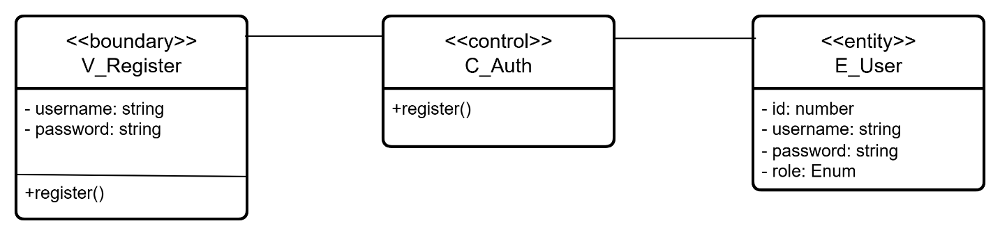 <<boundary>>
V_Register
- username: string
- password: string
+register()
<<control>>
C_Auth
+register()
<<entity>>
E_User
- id: number
- username: string
- password: string
- role: Enum